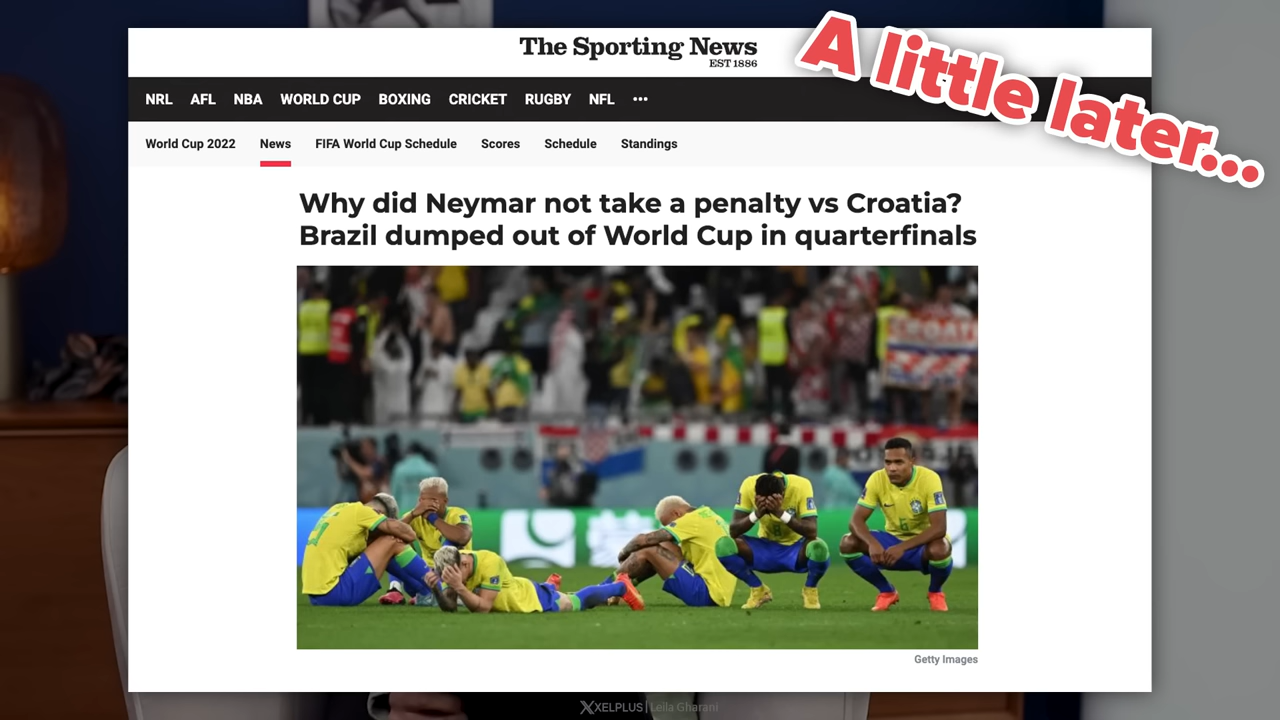 The Sporting News
EST 1886
A little later...
NRL AFL NBA WORLD CUP BOXING CRICKET RUGBY NFL •••
World Cup 2022 News FIFA World Cup Schedule Scores Schedule Standings
Why did Neymar not take a penalty vs Croatia?
Brazil dumped out of World Cup in quarterfinals
Getty Images
XELPLUS | Leila Gharani